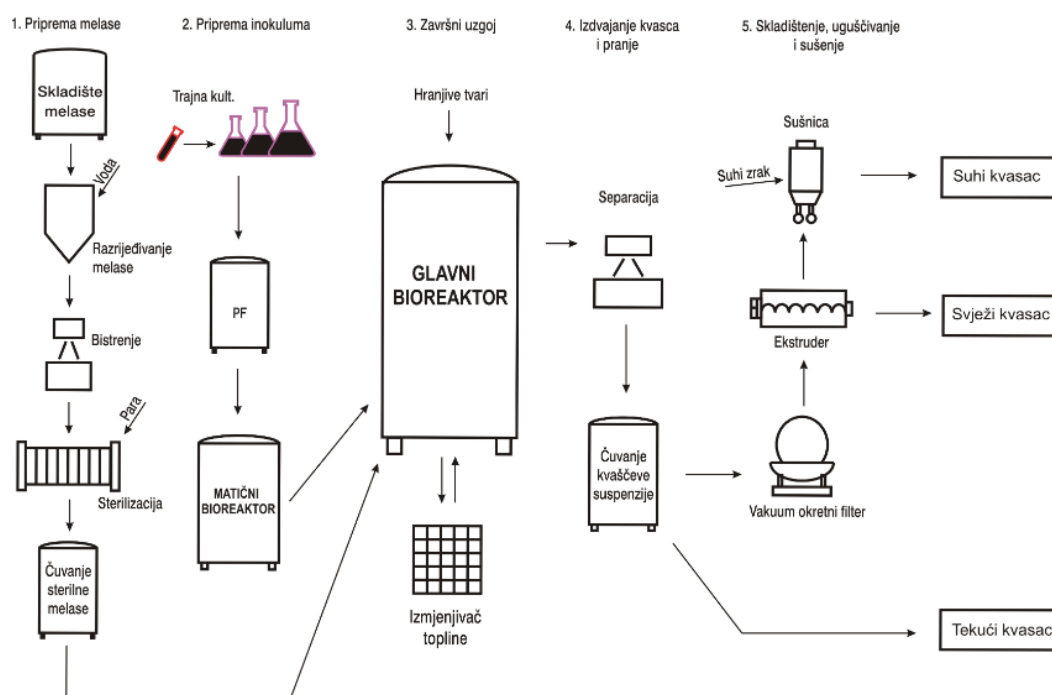 1. Priprema melase
2. Priprema inokuluma
3. Završni uzgoj
4. Izdvajanje kvasca
i pranje
5. Skladištenje, ugušćivanje
i sušenje
Skladište
melase
Voda
Razrijeđivanje
melase
Bistrenje
Para
Sterilizacija
Čuvanje
sterilne
melase
Trajna kult.
PF
MATIČNI
BIOREAKTOR
Hranjive tvari
GLAVNI
BIOREAKTOR
Izmjenjivač
topline
Separacija
Čuvanje
kvaščeve
suspenzije
Sušnica
Suhi zrak
Ekstruder
Vakuum okretni filter
Suhi kvasac
Svježi kvasac
Tekući kvasac